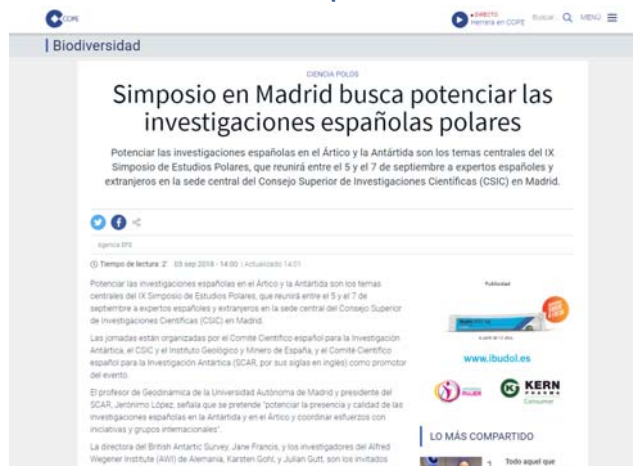 COPE
DIRECTO
Herrera en COPE
Buscar...
MENÚ
Biodiversidad
CIENCIA POLOS
Simposio en Madrid busca potenciar las
investigaciones españolas polares
Potenciar las investigaciones españolas en el Ártico y la Antártida son los temas centrales del IX
Simposio de Estudios Polares, que reunirá entre el 5 y el 7 de septiembre a expertos españoles y
extranjeros en la sede central del Consejo Superior de Investigaciones Científicas (CSIC) en Madrid.
Agencia EFE
Tiempo de lectura: 2' 03 sep 2018 - 14:00 | Actualizado 14:01
Potenciar las investigaciones españolas en el Ártico y la Antártida son los temas
centrales del IX Simposio de Estudios Polares, que reunirá entre el 5 y el 7 de
septiembre a expertos españoles y extranjeros en la sede central del Consejo Superior
de Investigaciones Científicas (CSIC) en Madrid.
Las jornadas están organizadas por el Comité Científico español para la Investigación
Antártica, el CSIC y el Instituto Geológico y Minero de España, y el Comité Científico
español para la Investigación Antártica (SCAR, por sus siglas en inglés) como promotor
del evento.
El profesor de Geodinámica de la Universidad Autónoma de Madrid y presidente del
SCAR, Jerónimo López, señala que se pretende "potenciar la presencia y calidad de las
investigaciones españolas en la Antártida y en el Ártico y coordinar esfuerzos con
iniciativas y grupos internacionales".
La directora del British Antartic Survey, Jane Francis, y los investigadores del Alfred
Wegener Institute (AWI) de Alemania, Karsten Gohl, y Julian Gutt, son los invitados
Publicidad
www.ibudol.es
MUJER
KERN
PHARMA
Consumer
LO MÁS COMPARTIDO
Todo aquel que